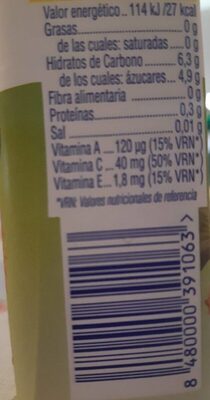 Valor energético.. 114 kJ /27 kcal
Grasas..................0 g
de las cuales: saturadas.....0 g
Hidratos de Carbono..........6,3 g
de los cuales: ázucares...4,9 g
Fibra alimentaria ...........0 g
Proteínas....................0,3 g
Sal ........................0,01 g
Vitamina A ...120 µg (15% VRN*)
Vitamina C... 40 mg (50% VRN*)
Vitamina E...1,8 mg (15% VRN*)
*VRN: Valores nutricionales de referencia
8 480000 391063 >